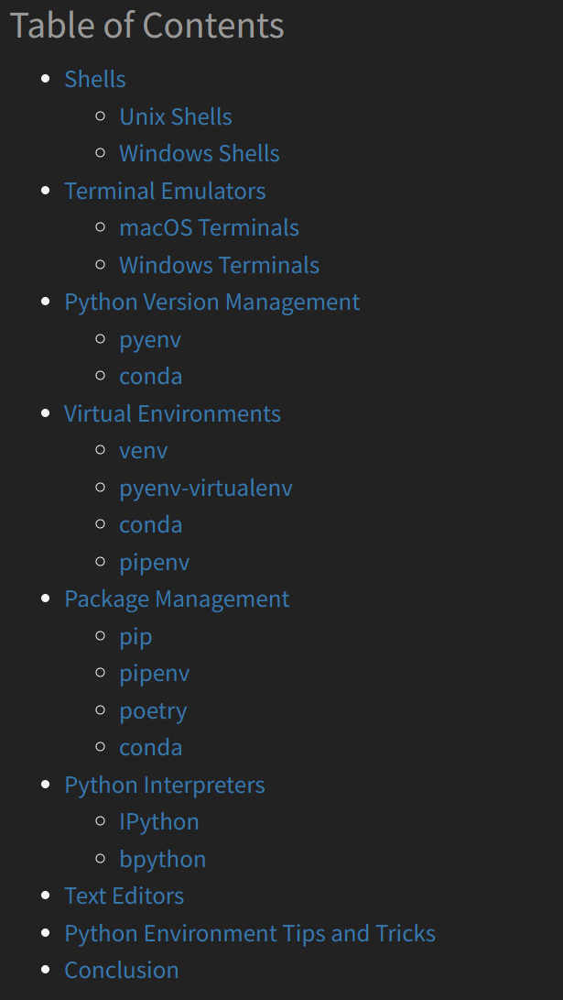 Table of Contents
Shells
Unix Shells
Windows Shells
Terminal Emulators
macOS Terminals
Windows Terminals
Python Version Management
pyenv
conda
Virtual Environments
venv
pyenv-virtualenv
conda
pipenv
Package Management
pip
pipenv
poetry
conda
Python Interpreters
IPython
bpython
Text Editors
Python Environment Tips and Tricks
Conclusion